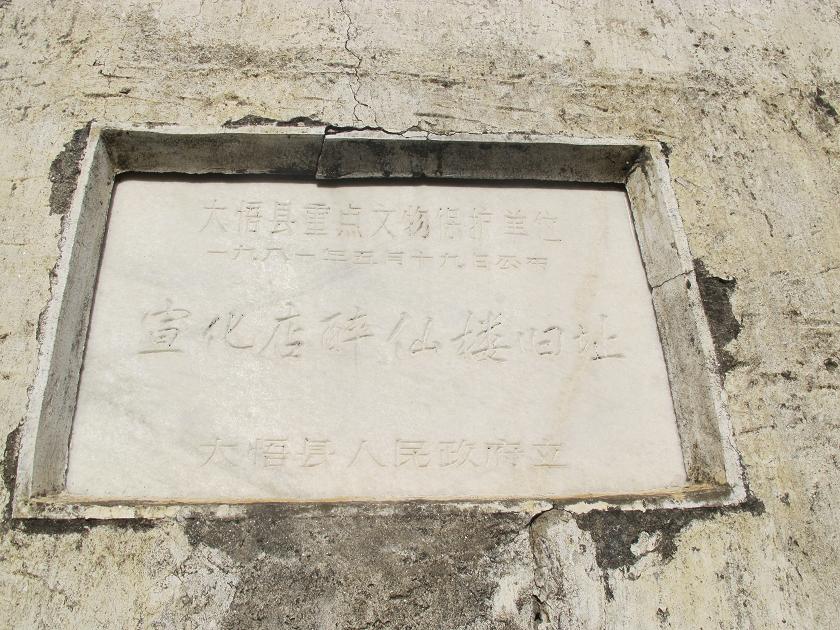 大悟县重点文物保护单位
一九八一年五月十九日公布
宣化店醉仙楼旧址
大悟县人民政府立